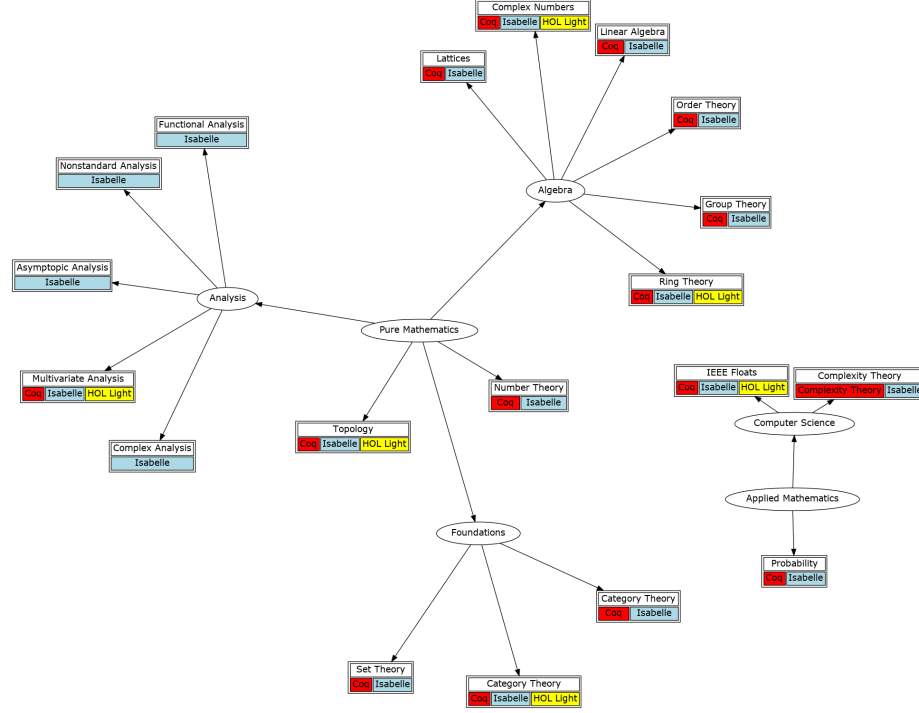 Complex Numbers
Coq Isabelle HOL Light
Linear Algebra
Coq Isabelle
Lattices
Coq Isabelle
Order Theory
Coq Isabelle
Functional Analysis
Isabelle
Nonstandard Analysis
Isabelle
Algebra
Group Theory
Coq Isabelle
Asymptopic Analysis
Isabelle
Ring Theory
Coq Isabelle HOL Light
Analysis
Pure Mathematics
Multivariate Analysis
Coq Isabelle HOL Light
Number Theory
Coq Isabelle
IEEE Floats
Coq Isabelle HOL Light
Complexity Theory
Complexity Theory Isabelle
Topology
Coq Isabelle HOL Light
Computer Science
Complex Analysis
Isabelle
Applied Mathematics
Foundations
Probability
Coq Isabelle
Category Theory
Coq Isabelle
Set Theory
Coq Isabelle
Category Theory
Coq Isabelle HOL Light